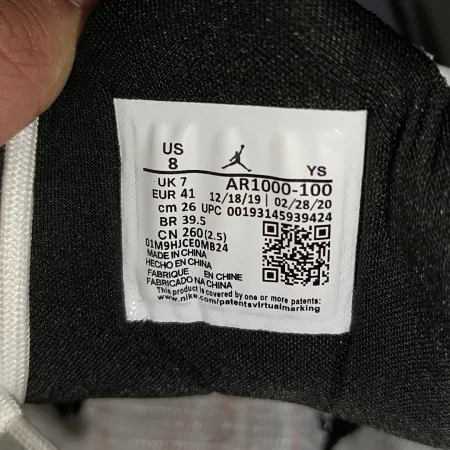 US
8
YS
UK 7
AR1000-100
EUR 41
12/18/19 02/28/20
cm 26
UPC 00193145939424
BR 39.5
CN 260(2.5)
01M9HJCE0MB24
MADE IN CHINA
HECHO EN CHINA
FABRIQUE EN CHINE
FABRICADO NA CHINA
This product is covered by one or more patents:
www.nike.com/patentsvirtualmarking